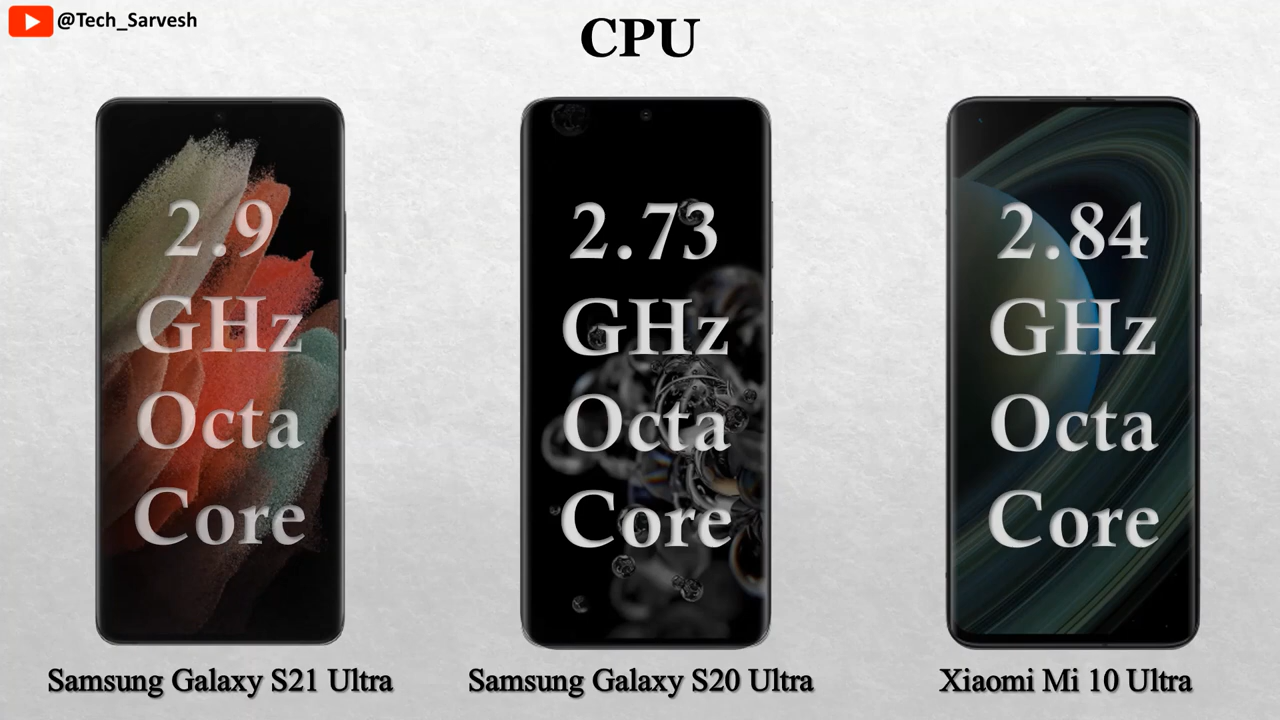 @Tech_Sarvesh
CPU
2.9
GHz
Octa
Core
2.73
GHz
Octa
Core
2.84
GHz
Octa
Core
Samsung Galaxy S21 Ultra
Samsung Galaxy S20 Ultra
Xiaomi Mi 10 Ultra